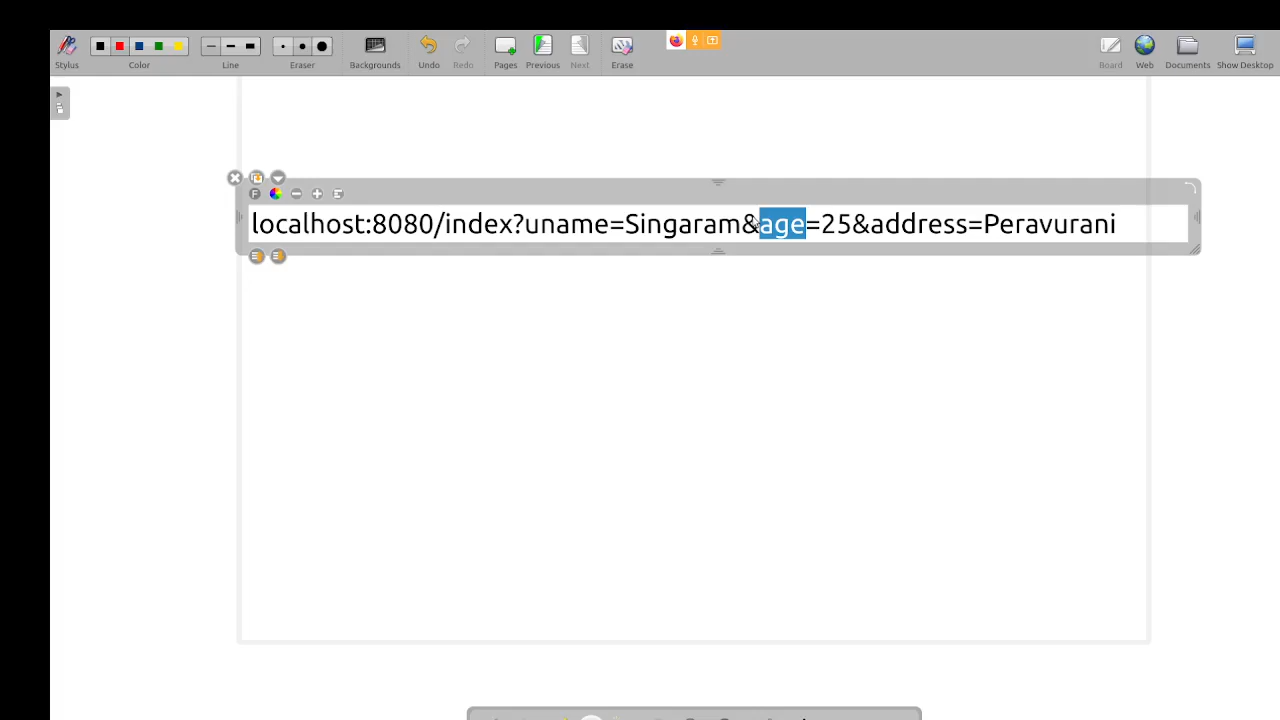 Stylus Color Line Eraser Backgrounds Undo Redo Pages Previous Next Erase Board Web Documents Show Desktop
F
localhost:8080/index?uname=Singaram&age=25&address=Peravurani